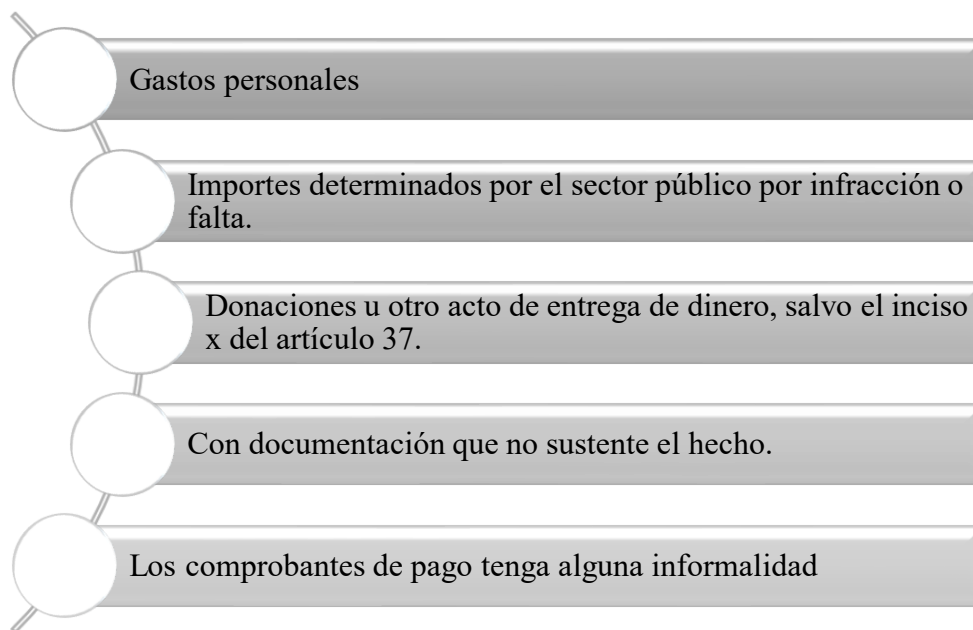 Gastos personales
Importes determinados por el sector público por infracción o
falta.
Donaciones u otro acto de entrega de dinero, salvo el inciso
x del artículo 37.
Con documentación que no sustente el hecho.
Los comprobantes de pago tenga alguna informalidad